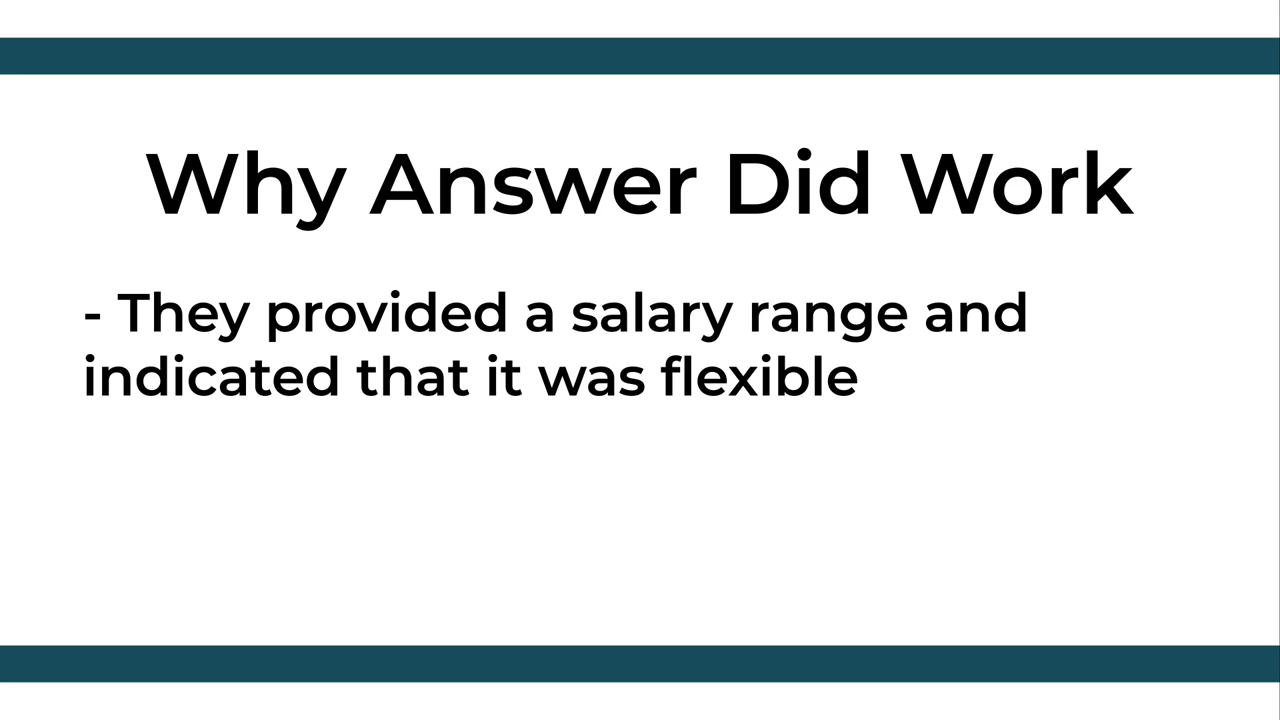 Why Answer Did Work
- They provided a salary range and
indicated that it was flexible